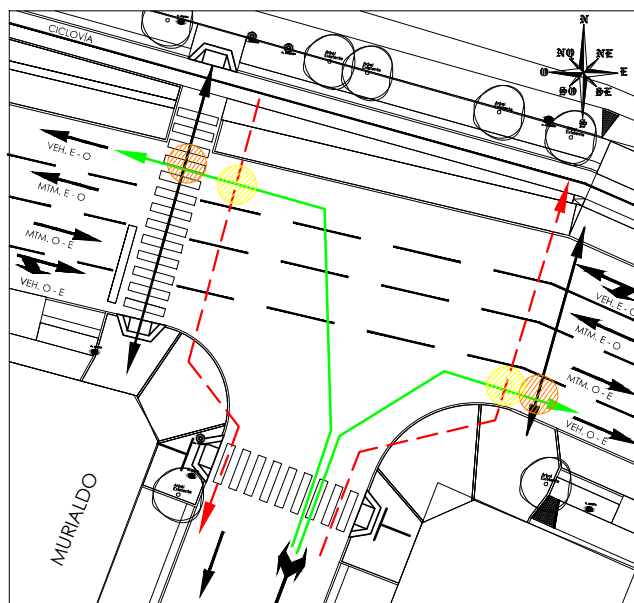 CICLOVÍA
N
NO NE
O E
SO SE
S
VEH. E - O
MTM. E - O
MTM. O - E
VEH. O - E
VEH. E - O
MTM. E - O
MTM. O - E
VEH. O - E
MURIALDO